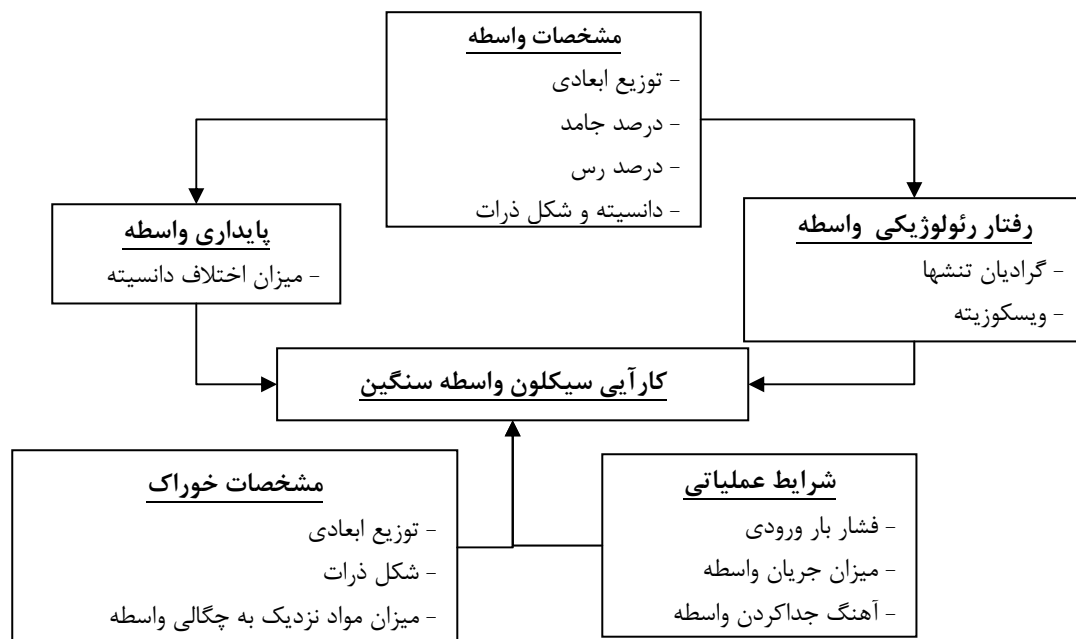 مشخصات واسطه
- توزیع ابعادی
- درصد جامد
- درصد رس
- دانسیته و شکل ذرات
رفتار رئولوژیکی واسطه
- گرادیان تنشها
- ویسکوزیته
پایداری واسطه
- میزان اختلاف دانسیته
کارآیی سیکلون واسطه سنگین
شرایط عملیاتی
- فشار بار ورودی
- میزان جریان واسطه
- آهنگ جداکردن واسطه
مشخصات خوراک
- توزیع ابعادی
- شکل ذرات
- میزان مواد نزدیک به چگالی واسطه